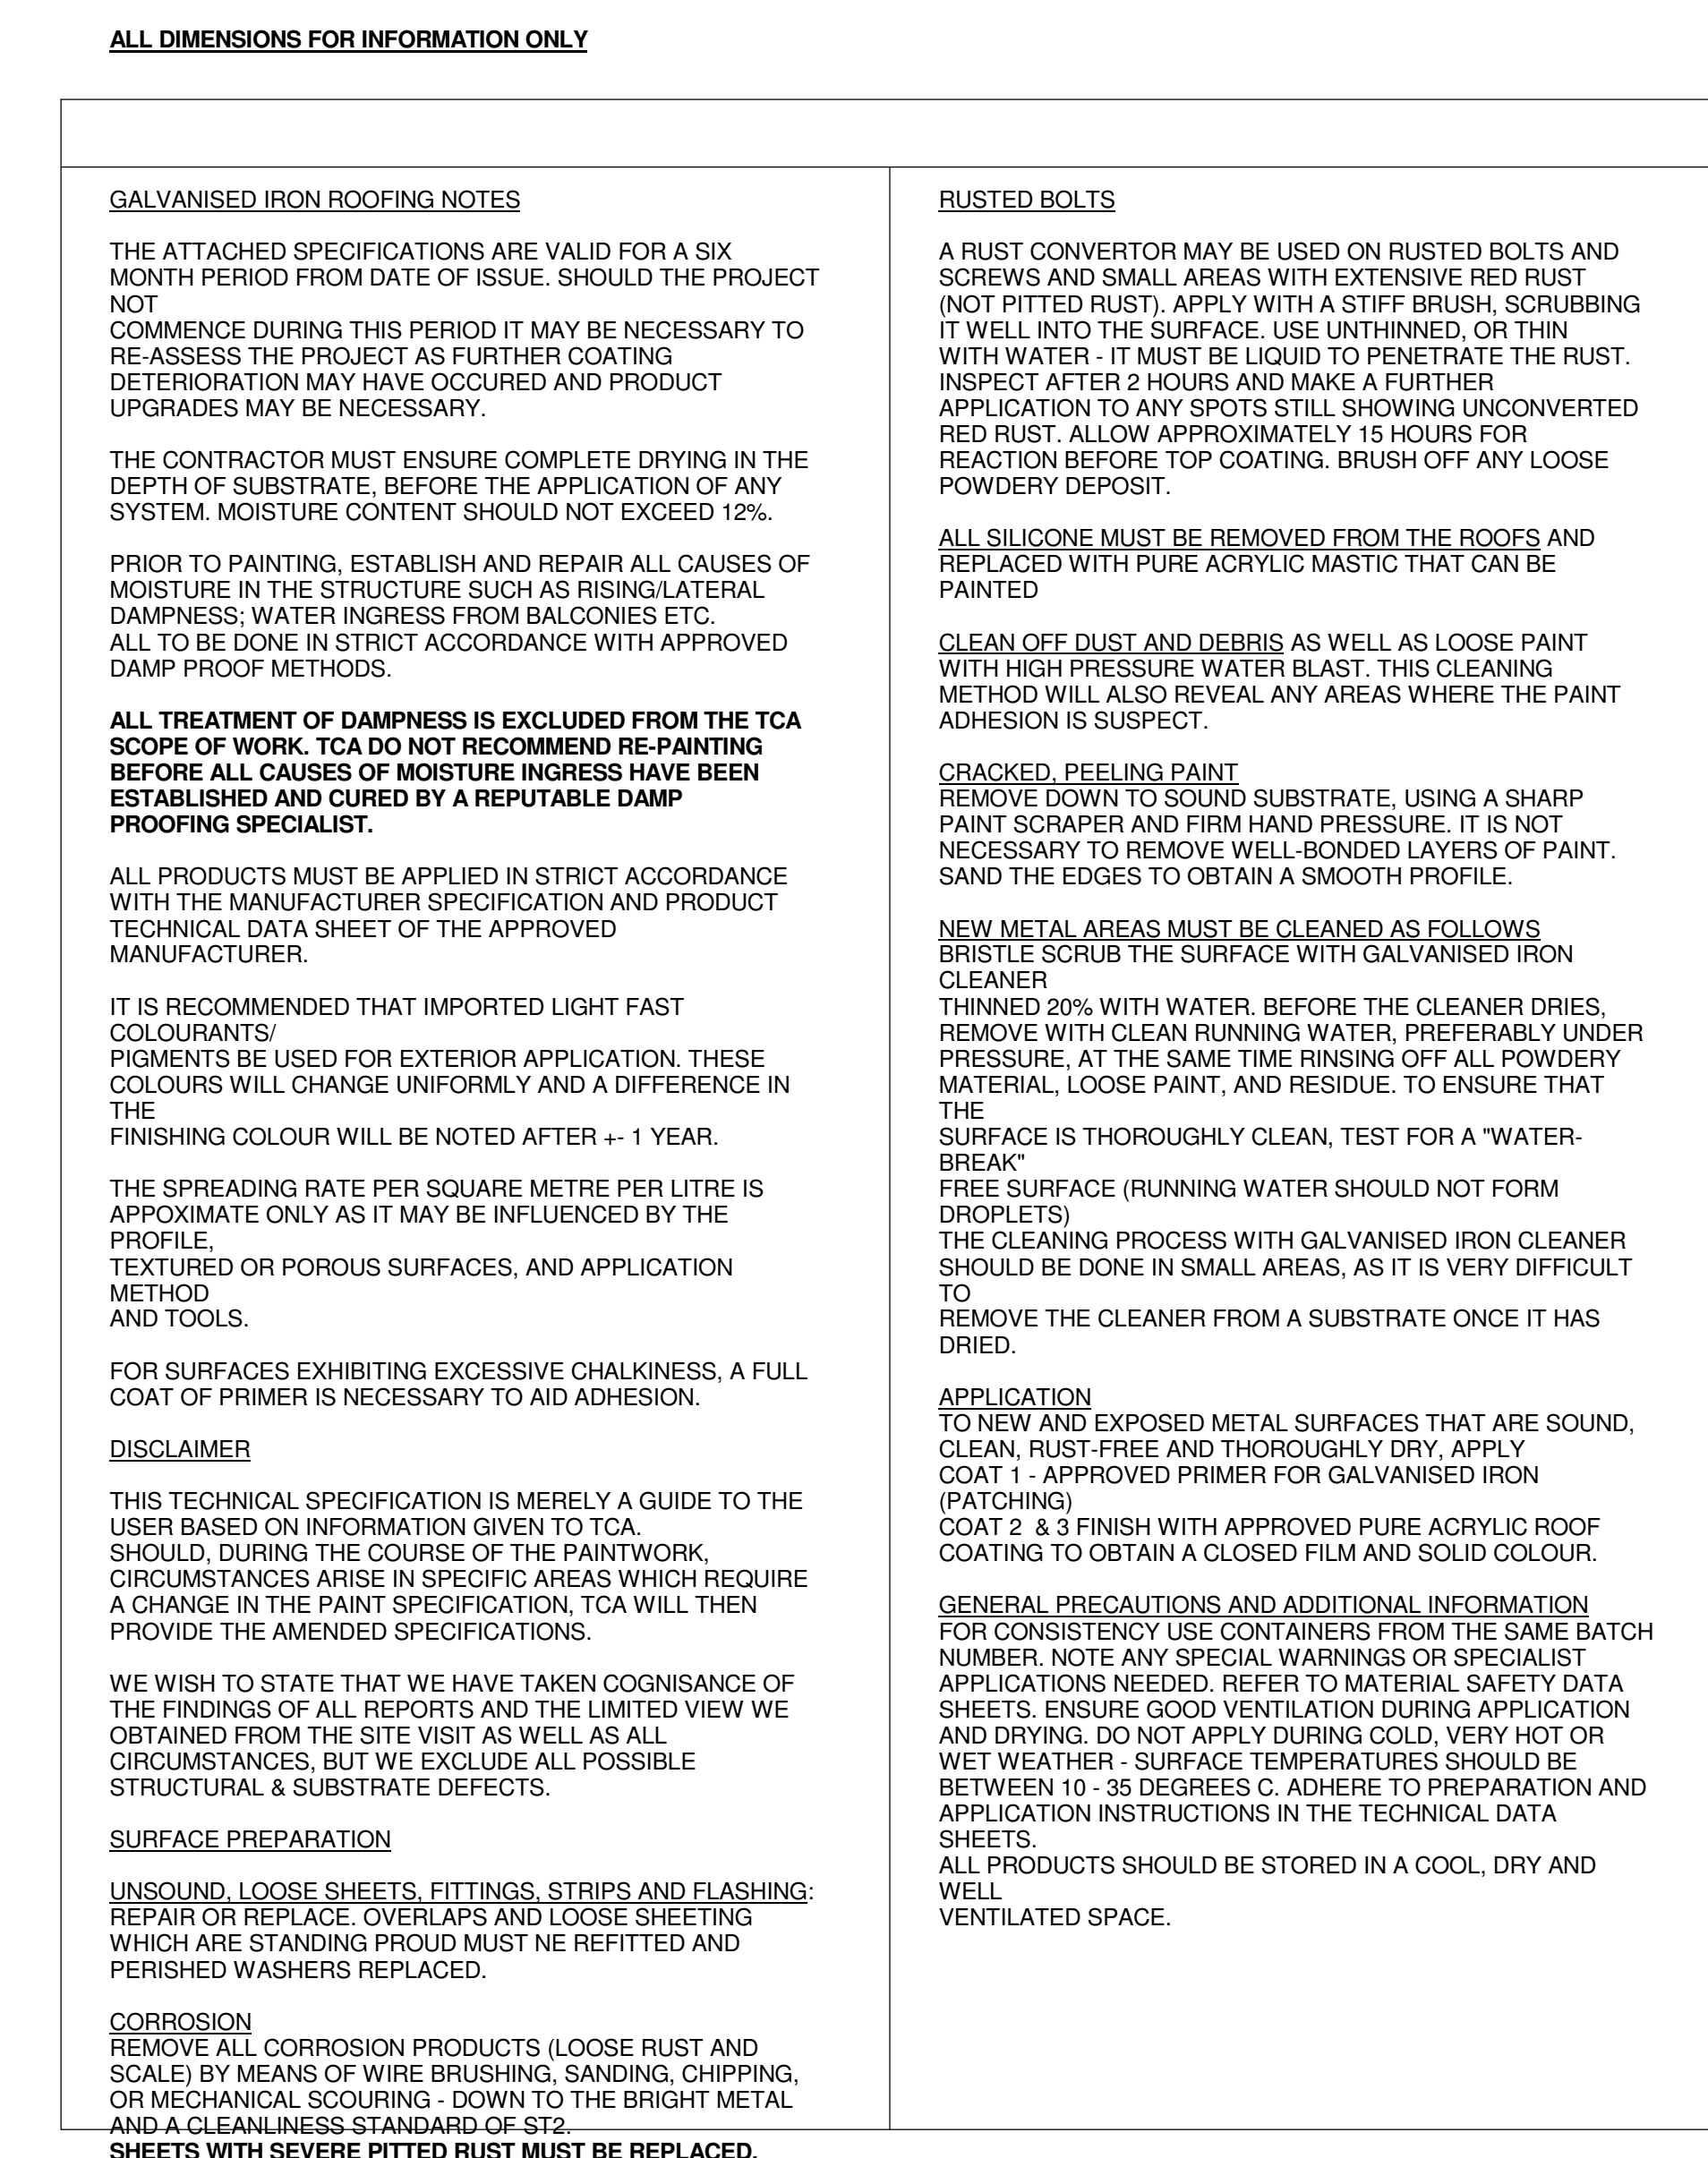 ALL DIMENSIONS FOR INFORMATION ONLY
GALVANISED IRON ROOFING NOTES
THE ATTACHED SPECIFICATIONS ARE VALID FOR A SIX
MONTH PERIOD FROM DATE OF ISSUE. SHOULD THE PROJECT
NOT
COMMENCE DURING THIS PERIOD IT MAY BE NECESSARY TO
RE-ASSESS THE PROJECT AS FURTHER COATING
DETERIORATION MAY HAVE OCCURED AND PRODUCT
UPGRADES MAY BE NECESSARY.
THE CONTRACTOR MUST ENSURE COMPLETE DRYING IN THE
DEPTH OF SUBSTRATE, BEFORE THE APPLICATION OF ANY
SYSTEM. MOISTURE CONTENT SHOULD NOT EXCEED 12%.
PRIOR TO PAINTING, ESTABLISH AND REPAIR ALL CAUSES OF
MOISTURE IN THE STRUCTURE SUCH AS RISING/LATERAL
DAMPNESS; WATER INGRESS FROM BALCONIES ETC.
ALL TO BE DONE IN STRICT ACCORDANCE WITH APPROVED
DAMP PROOF METHODS.
ALL TREATMENT OF DAMPNESS IS EXCLUDED FROM THE TCA
SCOPE OF WORK. TCA DO NOT RECOMMEND RE-PAINTING
BEFORE ALL CAUSES OF MOISTURE INGRESS HAVE BEEN
ESTABLISHED AND CURED BY A REPUTABLE DAMP
PROOFING SPECIALIST.
ALL PRODUCTS MUST BE APPLIED IN STRICT ACCORDANCE
WITH THE MANUFACTURER SPECIFICATION AND PRODUCT
TECHNICAL DATA SHEET OF THE APPROVED
MANUFACTURER.
IT IS RECOMMENDED THAT IMPORTED LIGHT FAST
COLOURANTS/
PIGMENTS BE USED FOR EXTERIOR APPLICATION. THESE
COLOURS WILL CHANGE UNIFORMLY AND A DIFFERENCE IN
THE
FINISHING COLOUR WILL BE NOTED AFTER +- 1 YEAR.
THE SPREADING RATE PER SQUARE METRE PER LITRE IS
APPOXIMATE ONLY AS IT MAY BE INFLUENCED BY THE
PROFILE,
TEXTURED OR POROUS SURFACES, AND APPLICATION
METHOD
AND TOOLS.
FOR SURFACES EXHIBITING EXCESSIVE CHALKINESS, A FULL
COAT OF PRIMER IS NECESSARY TO AID ADHESION.
DISCLAIMER
THIS TECHNICAL SPECIFICATION IS MERELY A GUIDE TO THE
USER BASED ON INFORMATION GIVEN TO TCA.
SHOULD, DURING THE COURSE OF THE PAINTWORK,
CIRCUMSTANCES ARISE IN SPECIFIC AREAS WHICH REQUIRE
A CHANGE IN THE PAINT SPECIFICATION, TCA WILL THEN
PROVIDE THE AMENDED SPECIFICATIONS.
WE WISH TO STATE THAT WE HAVE TAKEN COGNISANCE OF
THE FINDINGS OF ALL REPORTS AND THE LIMITED VIEW WE
OBTAINED FROM THE SITE VISIT AS WELL AS ALL
CIRCUMSTANCES, BUT WE EXCLUDE ALL POSSIBLE
STRUCTURAL & SUBSTRATE DEFECTS.
SURFACE PREPARATION
UNSOUND, LOOSE SHEETS, FITTINGS, STRIPS AND FLASHING:
REPAIR OR REPLACE. OVERLAPS AND LOOSE SHEETING
WHICH ARE STANDING PROUD MUST NE REFITTED AND
PERISHED WASHERS REPLACED.
CORROSION
REMOVE ALL CORROSION PRODUCTS (LOOSE RUST AND
SCALE) BY MEANS OF WIRE BRUSHING, SANDING, CHIPPING,
OR MECHANICAL SCOURING - DOWN TO THE BRIGHT METAL
AND A CLEANLINESS STANDARD OF ST2.
SHEETS WITH SEVERE PITTED RUST MUST BE REPLACED.
RUSTED BOLTS
A RUST CONVERTOR MAY BE USED ON RUSTED BOLTS AND
SCREWS AND SMALL AREAS WITH EXTENSIVE RED RUST
(NOT PITTED RUST). APPLY WITH A STIFF BRUSH, SCRUBBING
IT WELL INTO THE SURFACE. USE UNTHINNED, OR THIN
WITH WATER - IT MUST BE LIQUID TO PENETRATE THE RUST.
INSPECT AFTER 2 HOURS AND MAKE A FURTHER
APPLICATION TO ANY SPOTS STILL SHOWING UNCONVERTED
RED RUST. ALLOW APPROXIMATELY 15 HOURS FOR
REACTION BEFORE TOP COATING. BRUSH OFF ANY LOOSE
POWDERY DEPOSIT.
ALL SILICONE MUST BE REMOVED FROM THE ROOFS AND
REPLACED WITH PURE ACRYLIC MASTIC THAT CAN BE
PAINTED
CLEAN OFF DUST AND DEBRIS AS WELL AS LOOSE PAINT
WITH HIGH PRESSURE WATER BLAST. THIS CLEANING
METHOD WILL ALSO REVEAL ANY AREAS WHERE THE PAINT
ADHESION IS SUSPECT.
CRACKED, PEELING PAINT
REMOVE DOWN TO SOUND SUBSTRATE, USING A SHARP
PAINT SCRAPER AND FIRM HAND PRESSURE. IT IS NOT
NECESSARY TO REMOVE WELL-BONDED LAYERS OF PAINT.
SAND THE EDGES TO OBTAIN A SMOOTH PROFILE.
NEW METAL AREAS MUST BE CLEANED AS FOLLOWS
BRISTLE SCRUB THE SURFACE WITH GALVANISED IRON
CLEANER
THINNED 20% WITH WATER. BEFORE THE CLEANER DRIES,
REMOVE WITH CLEAN RUNNING WATER, PREFERABLY UNDER
PRESSURE, AT THE SAME TIME RINSING OFF ALL POWDERY
MATERIAL, LOOSE PAINT, AND RESIDUE. TO ENSURE THAT
THE
SURFACE IS THOROUGHLY CLEAN, TEST FOR A "WATER-
BREAK"
FREE SURFACE (RUNNING WATER SHOULD NOT FORM
DROPLETS)
THE CLEANING PROCESS WITH GALVANISED IRON CLEANER
SHOULD BE DONE IN SMALL AREAS, AS IT IS VERY DIFFICULT
TO
REMOVE THE CLEANER FROM A SUBSTRATE ONCE IT HAS
DRIED.
APPLICATION
TO NEW AND EXPOSED METAL SURFACES THAT ARE SOUND,
CLEAN, RUST-FREE AND THOROUGHLY DRY, APPLY
COAT 1 - APPROVED PRIMER FOR GALVANISED IRON
(PATCHING)
COAT 2 & 3 FINISH WITH APPROVED PURE ACRYLIC ROOF
COATING TO OBTAIN A CLOSED FILM AND SOLID COLOUR.
GENERAL PRECAUTIONS AND ADDITIONAL INFORMATION
FOR CONSISTENCY USE CONTAINERS FROM THE SAME BATCH
NUMBER. NOTE ANY SPECIAL WARNINGS OR SPECIALIST
APPLICATIONS NEEDED. REFER TO MATERIAL SAFETY DATA
SHEETS. ENSURE GOOD VENTILATION DURING APPLICATION
AND DRYING. DO NOT APPLY DURING COLD, VERY HOT OR
WET WEATHER - SURFACE TEMPERATURES SHOULD BE
BETWEEN 10 - 35 DEGREES C. ADHERE TO PREPARATION AND
APPLICATION INSTRUCTIONS IN THE TECHNICAL DATA
SHEETS.
ALL PRODUCTS SHOULD BE STORED IN A COOL, DRY AND
WELL
VENTILATED SPACE.